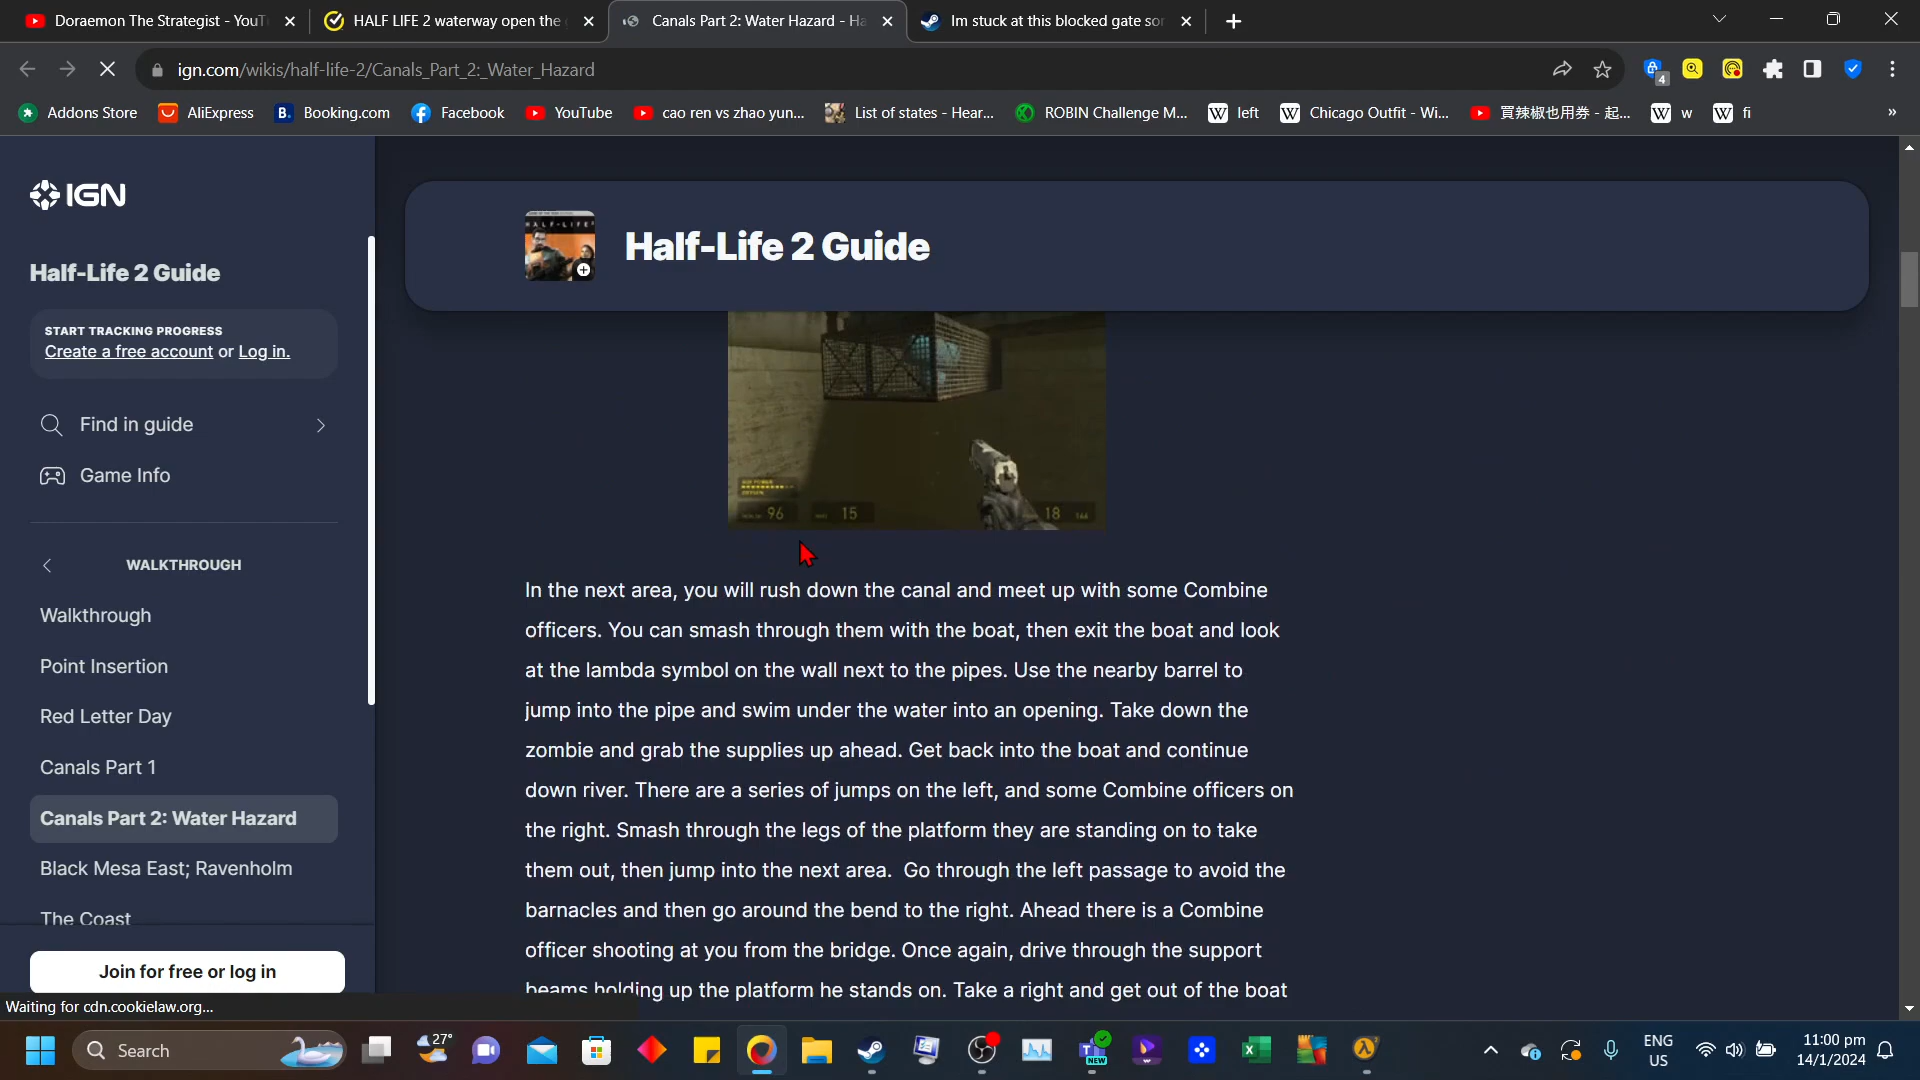 Doraemon The Strategist - YouT
HALF LIFE 2 waterway open the
Canals Part 2: Water Hazard - Ha
Im stuck at this blocked gate so
ign.com/wikis/half-life-2/Canals_Part_2:_Water_Hazard
4
Addons Store
AliExpress
Booking.com
Facebook
YouTube
cao ren vs zhao yun...
List of states - Hear...
ROBIN Challenge M...
left
Chicago Outfit - Wi...
買辣椒也用券 - 起...
w
fi
»
IGN
Half-Life 2 Guide
START TRACKING PROGRESS
Create a free account or Log in.
Find in guide
Game Info
WALKTHROUGH
Walkthrough
Point Insertion
Red Letter Day
Canals Part 1
Canals Part 2: Water Hazard
Black Mesa East; Ravenholm
The Coast
Join for free or log in
Waiting for cdn.cookielaw.org...
HALF-LIFE
Half-Life 2 Guide
96
15
18
In the next area, you will rush down the canal and meet up with some Combine
officers. You can smash through them with the boat, then exit the boat and look
at the lambda symbol on the wall next to the pipes. Use the nearby barrel to
jump into the pipe and swim under the water into an opening. Take down the
zombie and grab the supplies up ahead. Get back into the boat and continue
down river. There are a series of jumps on the left, and some Combine officers on
the right. Smash through the legs of the platform they are standing on to take
them out, then jump into the next area.  Go through the left passage to avoid the
barnacles and then go around the bend to the right. Ahead there is a Combine
officer shooting at you from the bridge. Once again, drive through the support
beams holding up the platform he stands on. Take a right and get out of the boat
Search
27°
NEW
ENG
US
11:00 pm
14/1/2024